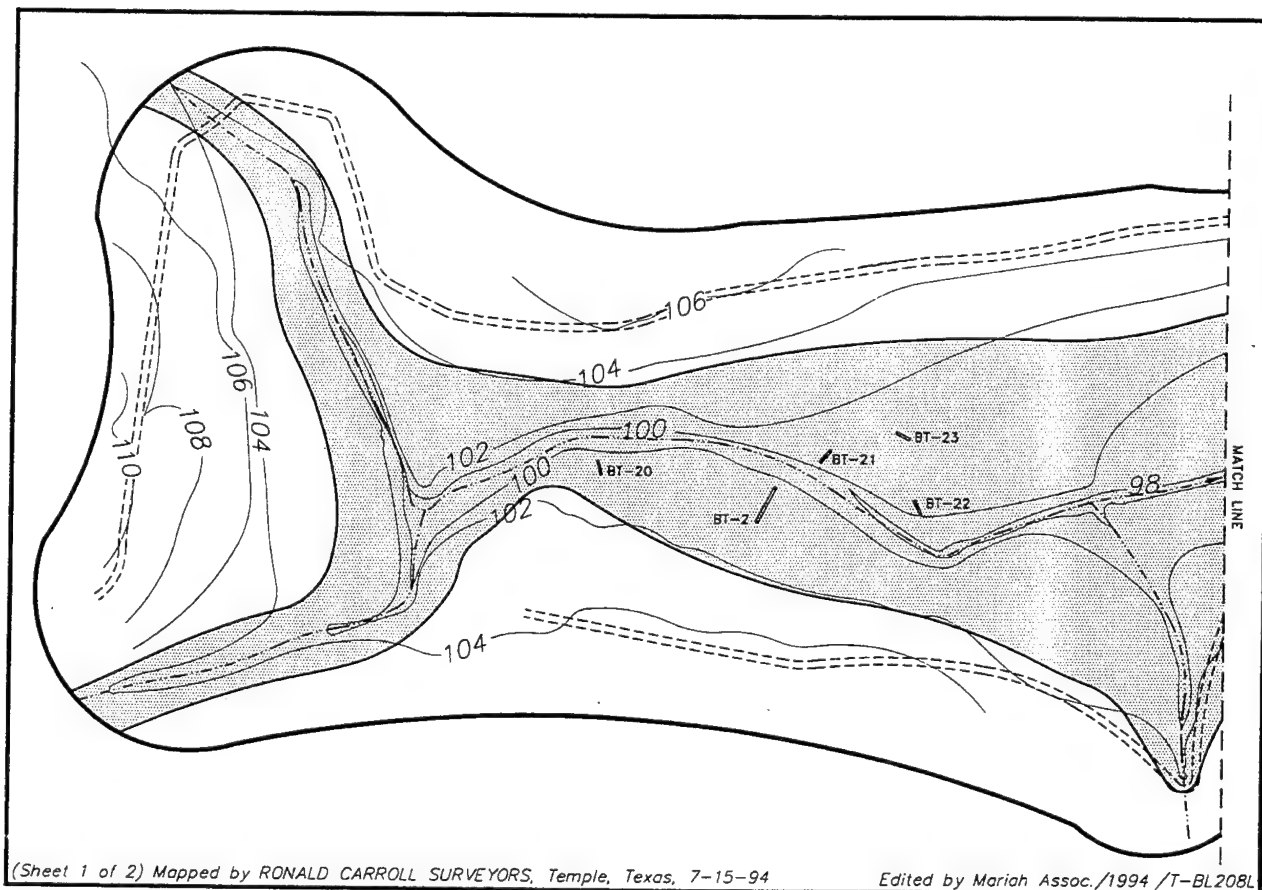 106
104
106
104
108
110
102
100
100
102
BT-23
BT-21
BT-20
BT-22
BT-2
98
MATCH LINE
104
(Sheet 1 of 2) Mapped by RONALD CARROLL SURVEYORS, Temple, Texas, 7-15-94
Edited by Mariah Assoc./1994 /T-BL208L